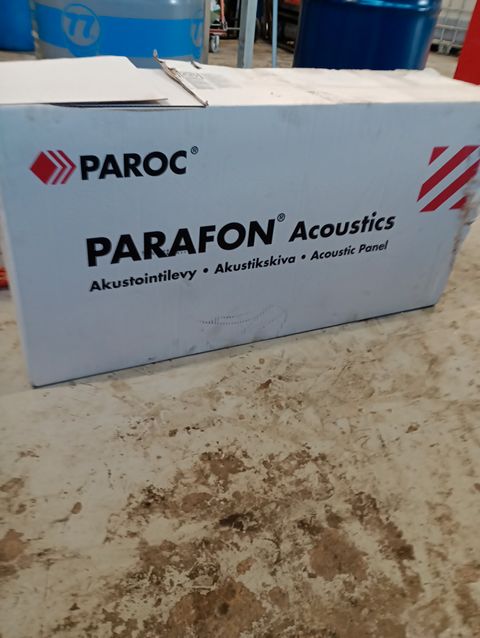 PAROC®
PARAFON® Acoustics
Akustointilevy • Akustikskiva • Acoustic Panel